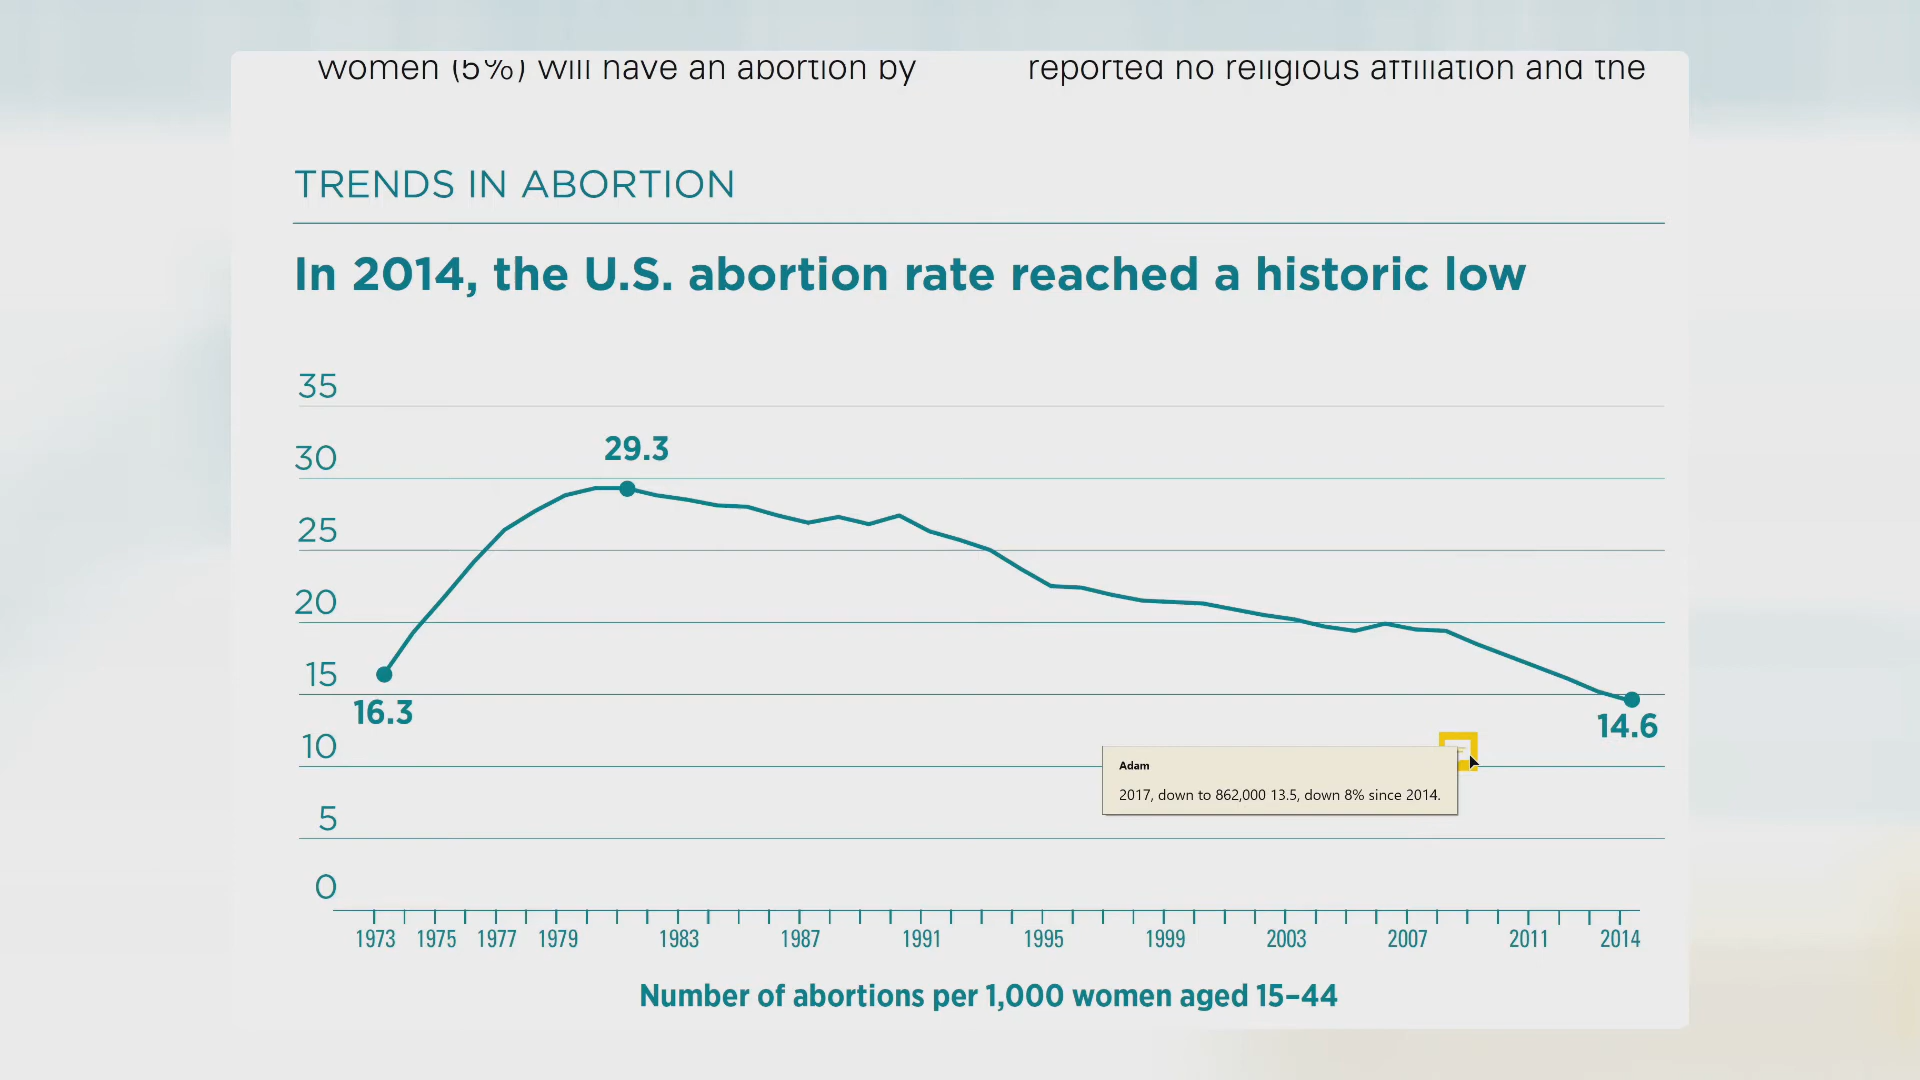 women (5%) will have an abortion by
reported no religious affiliation and the
TRENDS IN ABORTION
In 2014, the U.S. abortion rate reached a historic low
35
30
25
20
15
10
5
0
29.3
16.3
14.6
Adam
2017, down to 862,000 13.5, down 8% since 2014.
1973 1975 1977 1979 1983 1987 1991 1995 1999 2003 2007 2011 2014
Number of abortions per 1,000 women aged 15–44